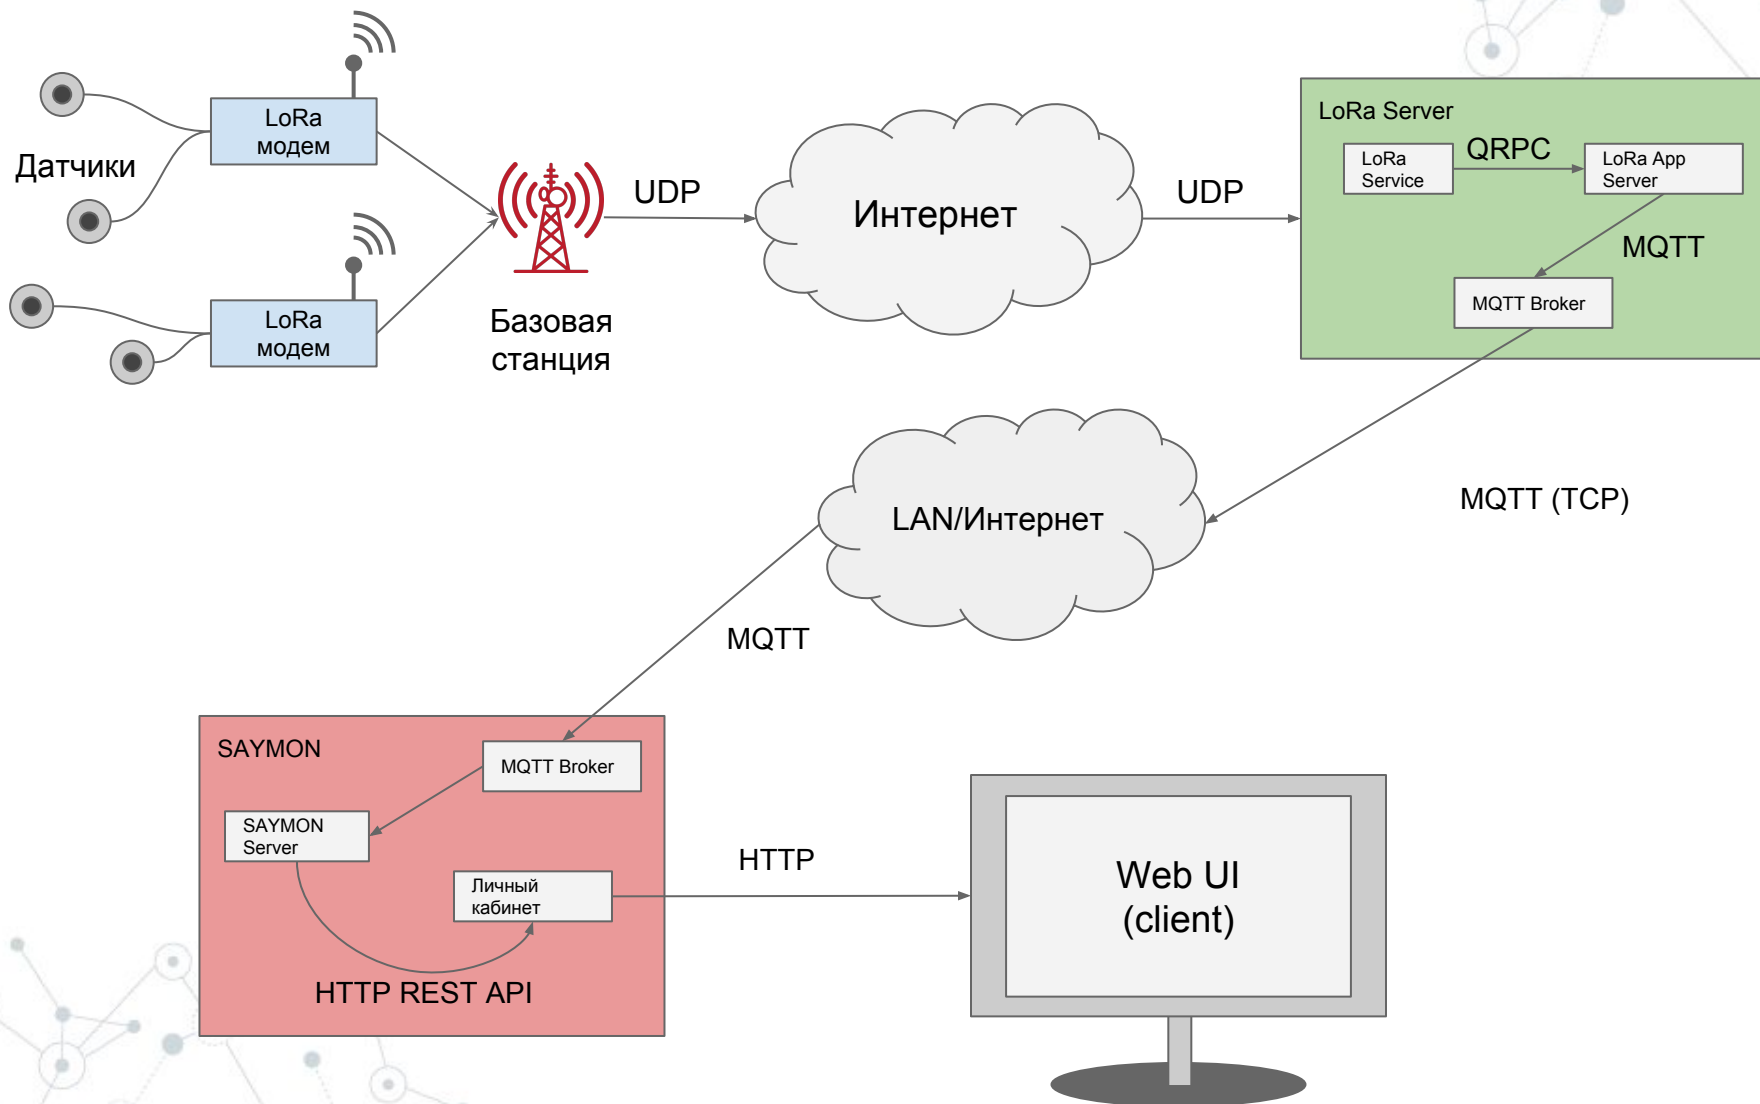 LoRa
модем
Датчики
LoRa
модем
Базовая
станция
UDP
Интернет
UDP
LoRa Server
LoRa
Service
QRPC
LoRa App
Server
MQTT
MQTT Broker
MQTT (TCP)
LAN/Интернет
MQTT
SAYMON
MQTT Broker
SAYMON
Server
Личный
кабинет
HTTP REST API
HTTP
Web UI
(client)